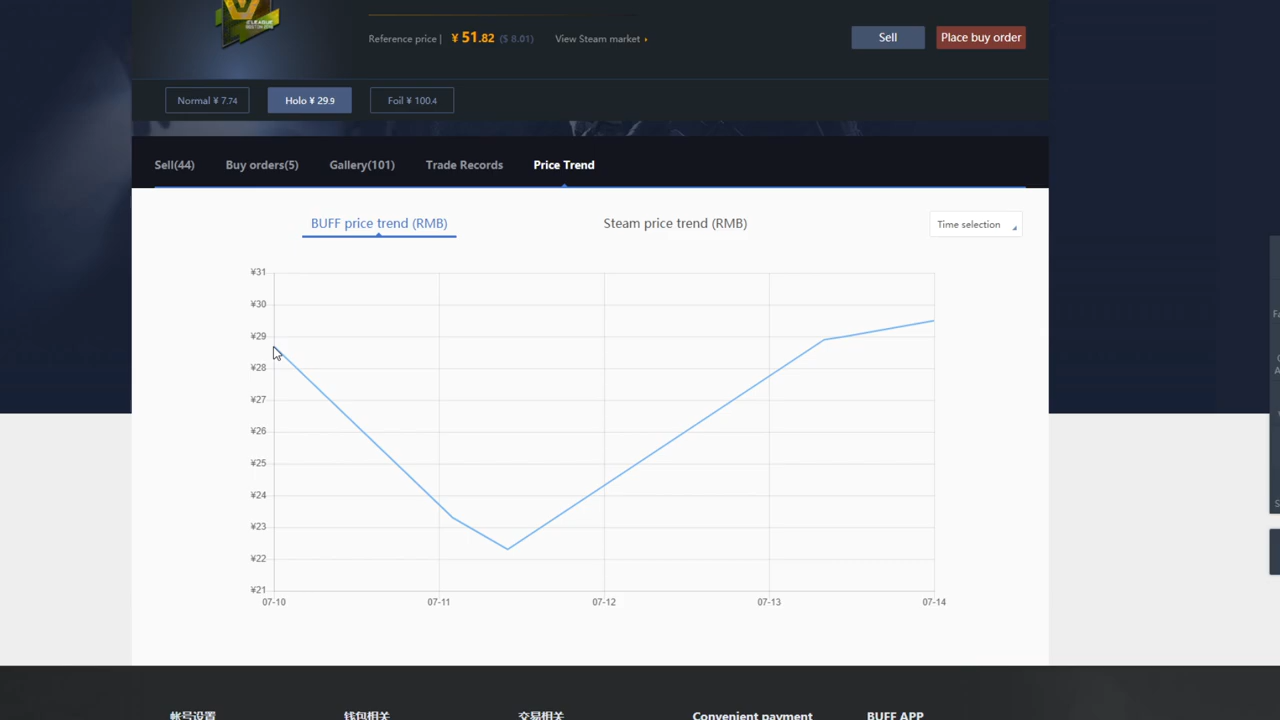 Reference price | ¥ 51.82 ($ 8.01) View Steam market
Sell Place buy order
Normal ¥ 7.74 Holo ¥ 29.9 Foil ¥ 100.4
Sell(44) Buy orders(5) Gallery(101) Trade Records Price Trend
BUFF price trend (RMB) Steam price trend (RMB) Time selection
¥31
¥30
¥29
¥28
¥27
¥26
¥25
¥24
¥23
¥22
¥21
07-10 07-11 07-12 07-13 07-14
帐号设置 钱包相关 交易相关 Convenient payment BUFF APP